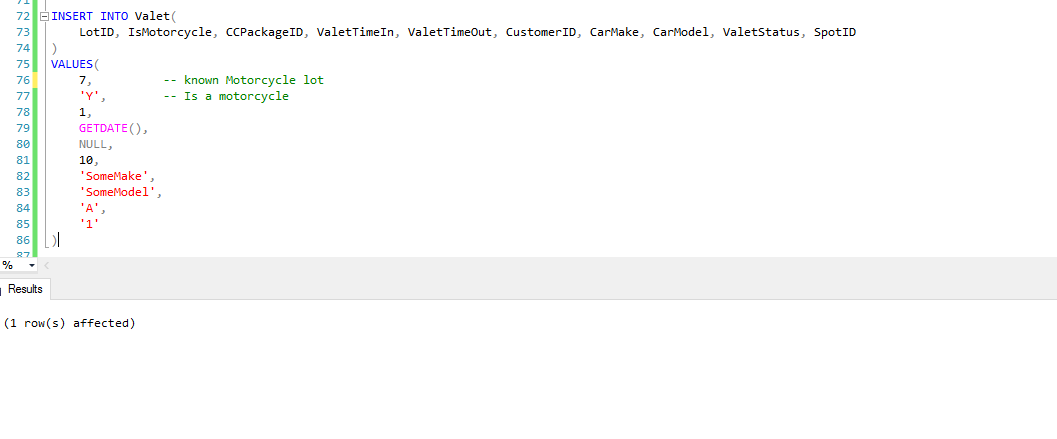 71
72 INSERT INTO Valet(
73 LotID, IsMotorcycle, CCPackageID, ValetTimeIn, ValetTimeOut, CustomerID, CarMake, CarModel, ValetStatus, SpotID
74 )
75 VALUES(
76 7, -- known Motorcycle lot
77 'Y', -- Is a motorcycle
78 1,
79 GETDATE(),
80 NULL,
81 10,
82 'SomeMake',
83 'SomeModel',
84 'A',
85 '1'
86 )
87
%
Results
(1 row(s) affected)